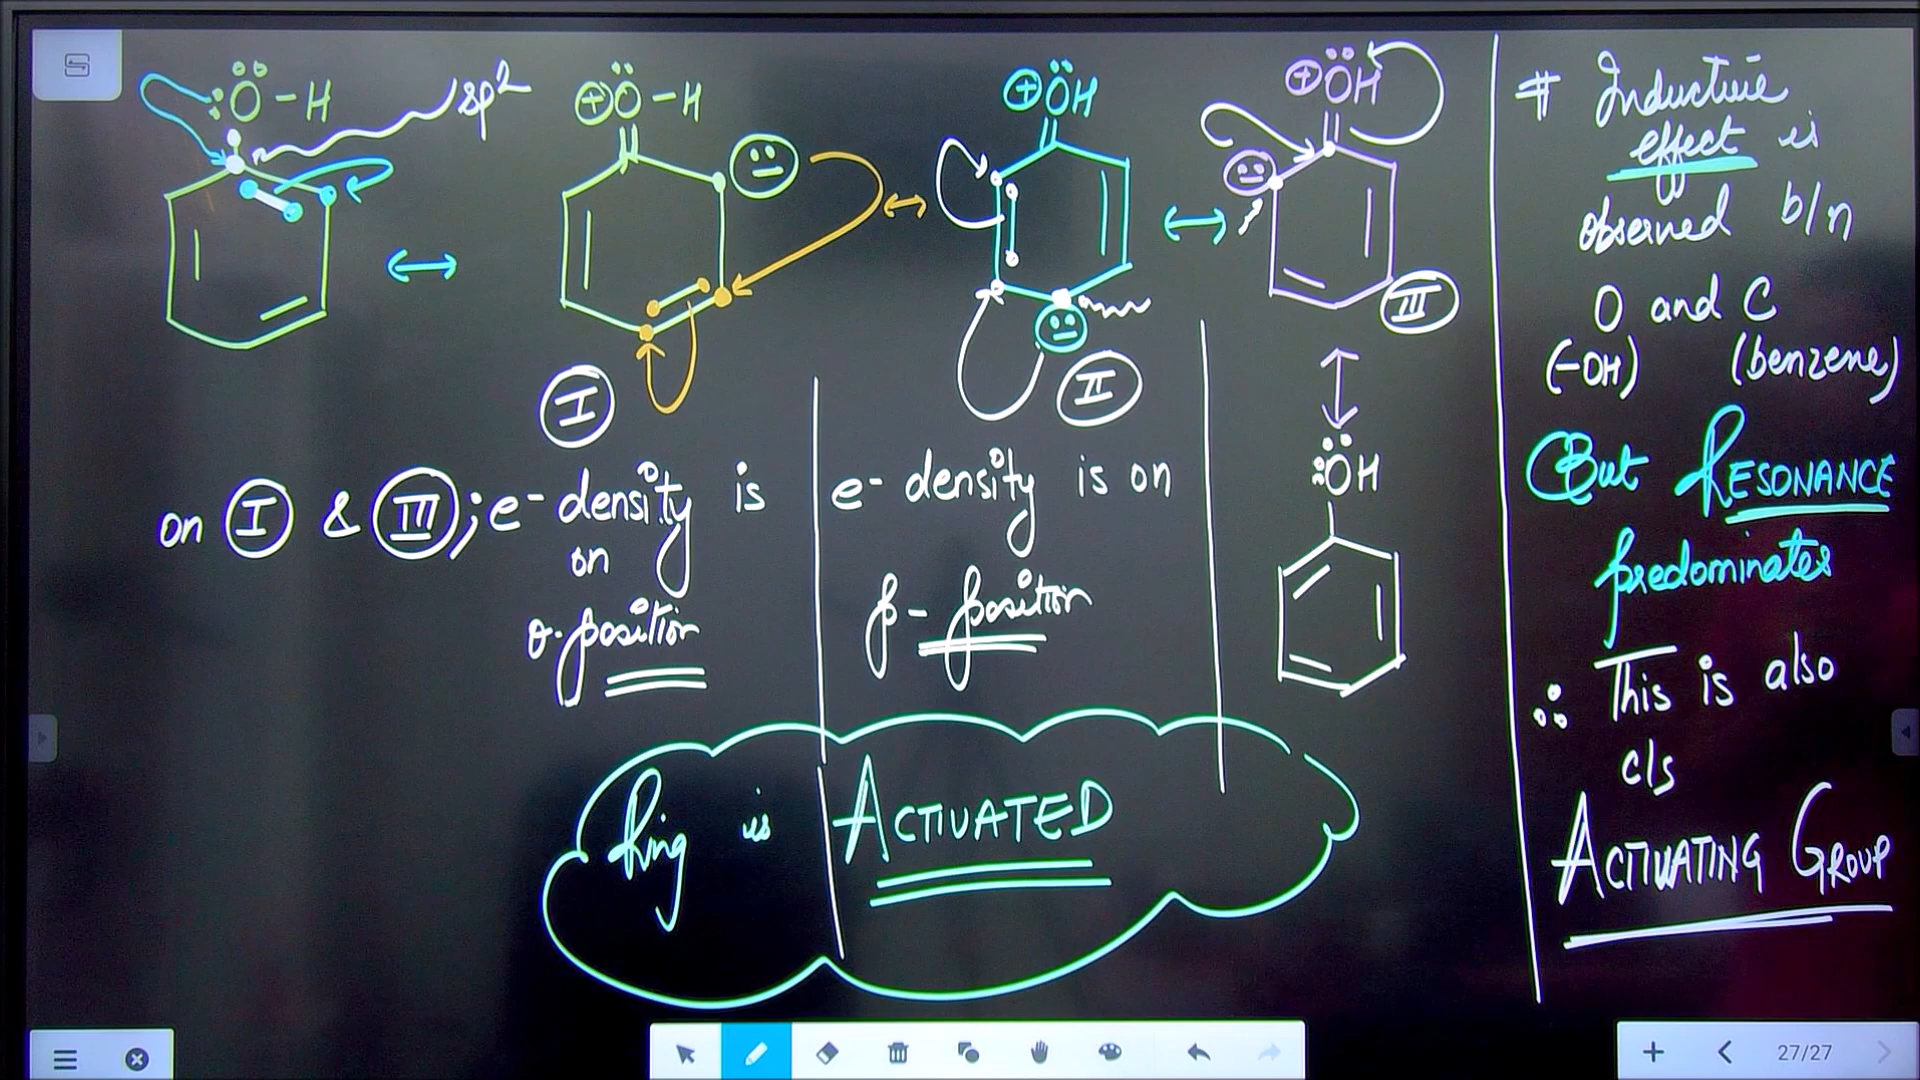 Ö-H
sp²
⊕Ö-H
⊕ÖH
⊕ÖH
I
II
III
:ÖH
on I & III; e- density is
on
o-position
e- density is on
p-position
Ring is ACTIVATED
# Inductive
effect is
observed b/n
O and C
(-OH) (benzene)
But RESONANCE
predominates
∴ This is also
c/s
ACTIVATING GROUP
27/27